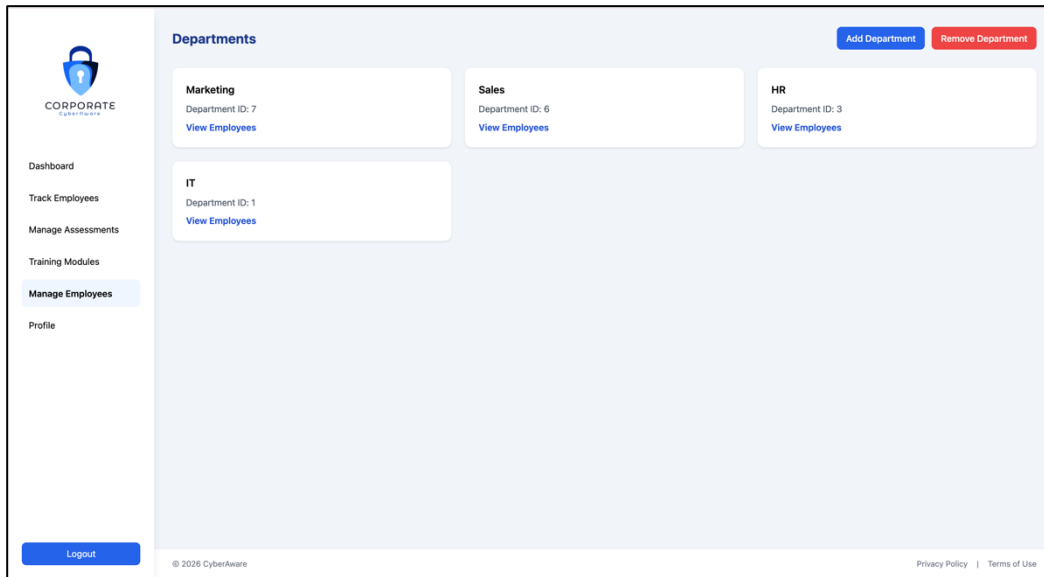 CORPORATE
CyberAware
Dashboard
Track Employees
Manage Assessments
Training Modules
Manage Employees
Profile
Logout
Departments
Add Department
Remove Department
Marketing
Department ID: 7
View Employees
Sales
Department ID: 6
View Employees
HR
Department ID: 3
View Employees
IT
Department ID: 1
View Employees
© 2026 CyberAware
Privacy Policy | Terms of Use